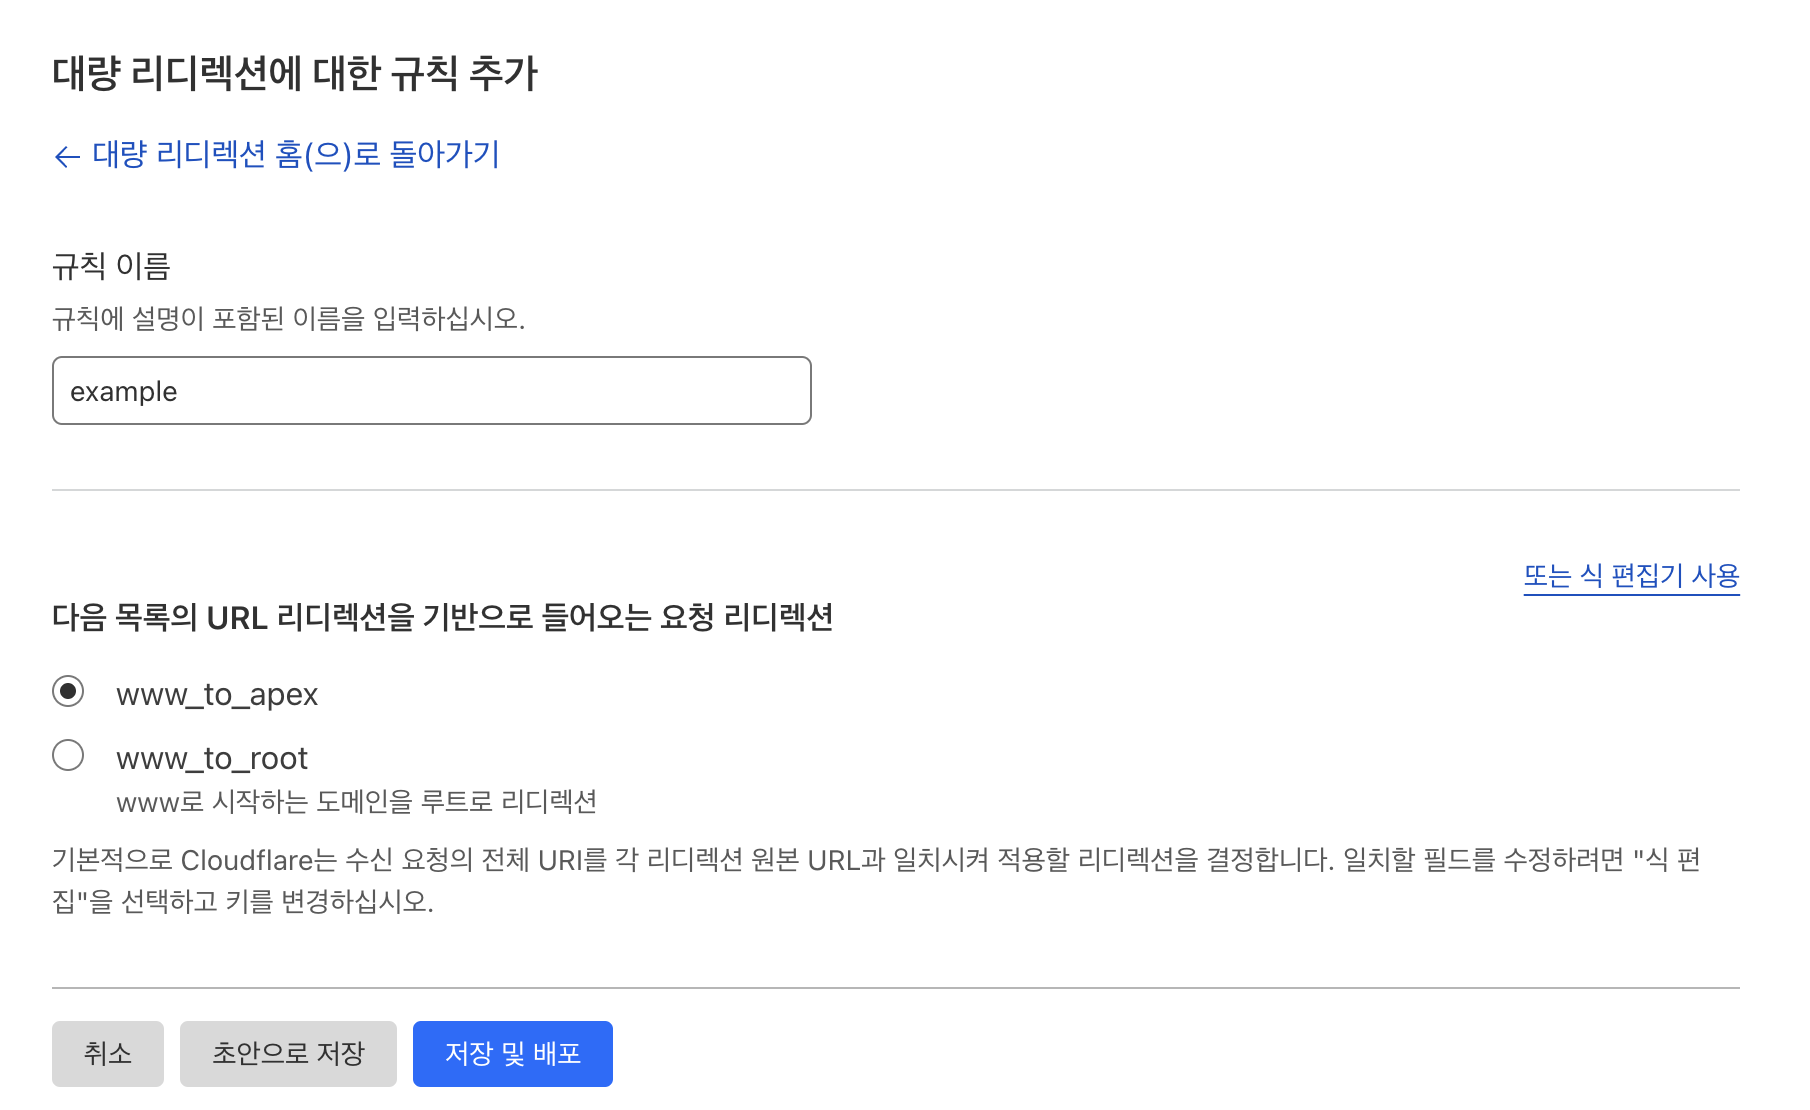 대량 리디렉션에 대한 규칙 추가
← 대량 리디렉션 홈(으)로 돌아가기
규칙 이름
규칙에 설명이 포함된 이름을 입력하십시오.
example
또는 식 편집기 사용
다음 목록의 URL 리디렉션을 기반으로 들어오는 요청 리디렉션
www_to_apex
www_to_root
www로 시작하는 도메인을 루트로 리디렉션
기본적으로 Cloudflare는 수신 요청의 전체 URI를 각 리디렉션 원본 URL과 일치시켜 적용할 리디렉션을 결정합니다. 일치할 필드를 수정하려면 "식 편
집"을 선택하고 키를 변경하십시오.
취소
초안으로 저장
저장 및 배포